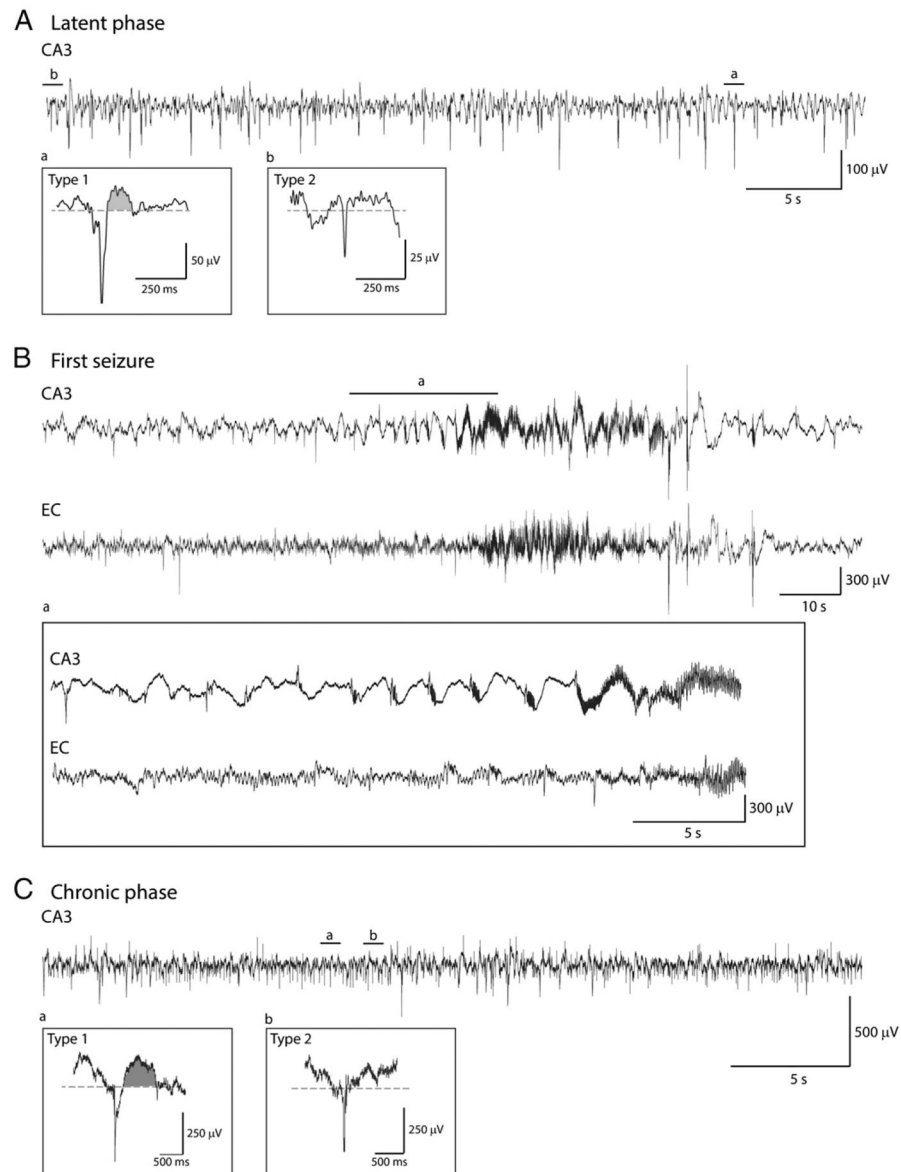 A Latent phase
CA3
b
a
100 μV
5 s
a
b
Type 1
Type 2
50 μV
250 ms
25 μV
250 ms
B First seizure
a
CA3
EC
300 μV
10 s
a
CA3
EC
300 μV
5 s
C Chronic phase
CA3
a
b
500 μV
5 s
a
b
Type 1
Type 2
250 μV
500 ms
250 μV
500 ms